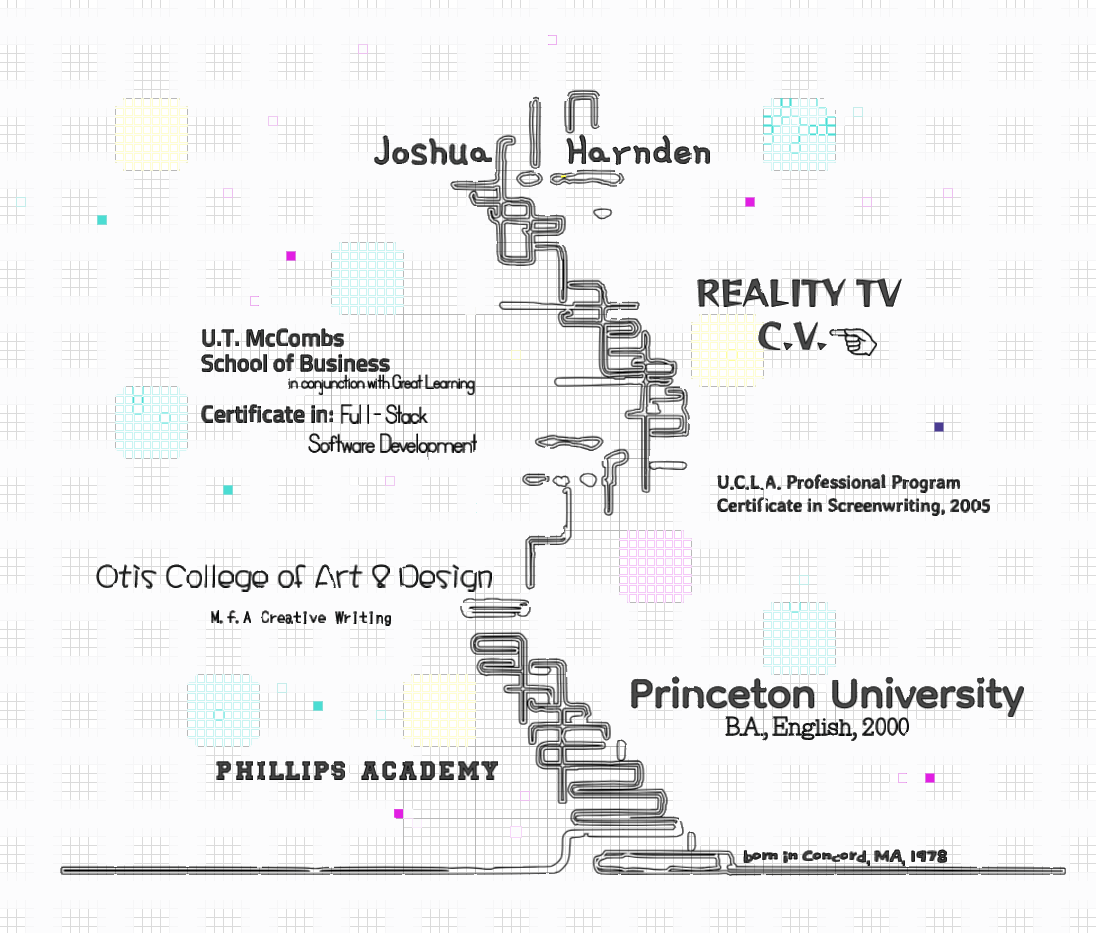 Joshua Harnden
REALITY TV
C.V.
U.T. McCombs
School of Business
in conjunction with Great Learning
Certificate in: Full-Stack
Software Development
U.C.L.A. Professional Program
Certificate in Screenwriting, 2005
Otis College of Art & Design
M.f.A Creative Writing
Princeton University
B.A., English, 2000
PHILLIPS ACADEMY
born in Concord, MA, 1978